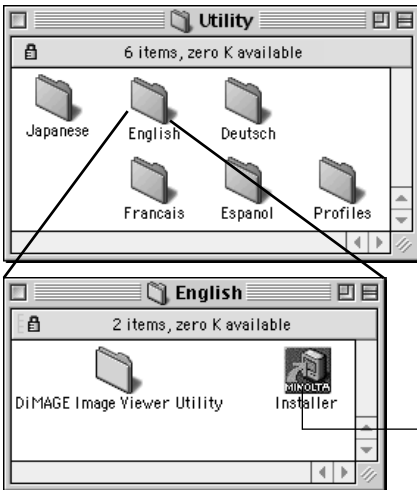 Utility
6 items, zero K available
Japanese English Deutsch
Francais Espanol Profiles
English
2 items, zero K available
MINOLTA
DiMAGE Image Viewer Utility Installer